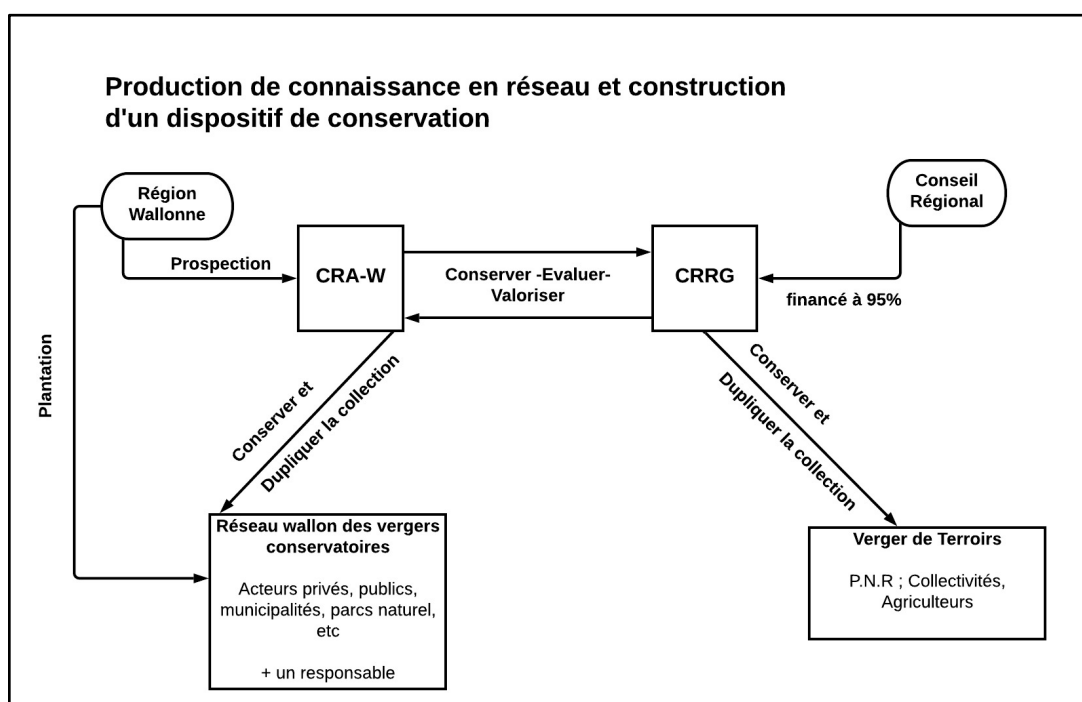 Production de connaissance en réseau et construction
d'un dispositif de conservation
Région
Wallonne
Conseil
Régional
Prospection
CRA-W
Conserver -Evaluer-
Valoriser
CRRG
financé à 95%
Plantation
Conserver et
Dupliquer la collection
Conserver et
Dupliquer la collection
Réseau wallon des vergers
conservatoires
Acteurs privés, publics,
municipalités, parcs naturel,
etc
+ un responsable
Verger de Terroirs
P.N.R ; Collectivités,
Agriculteurs